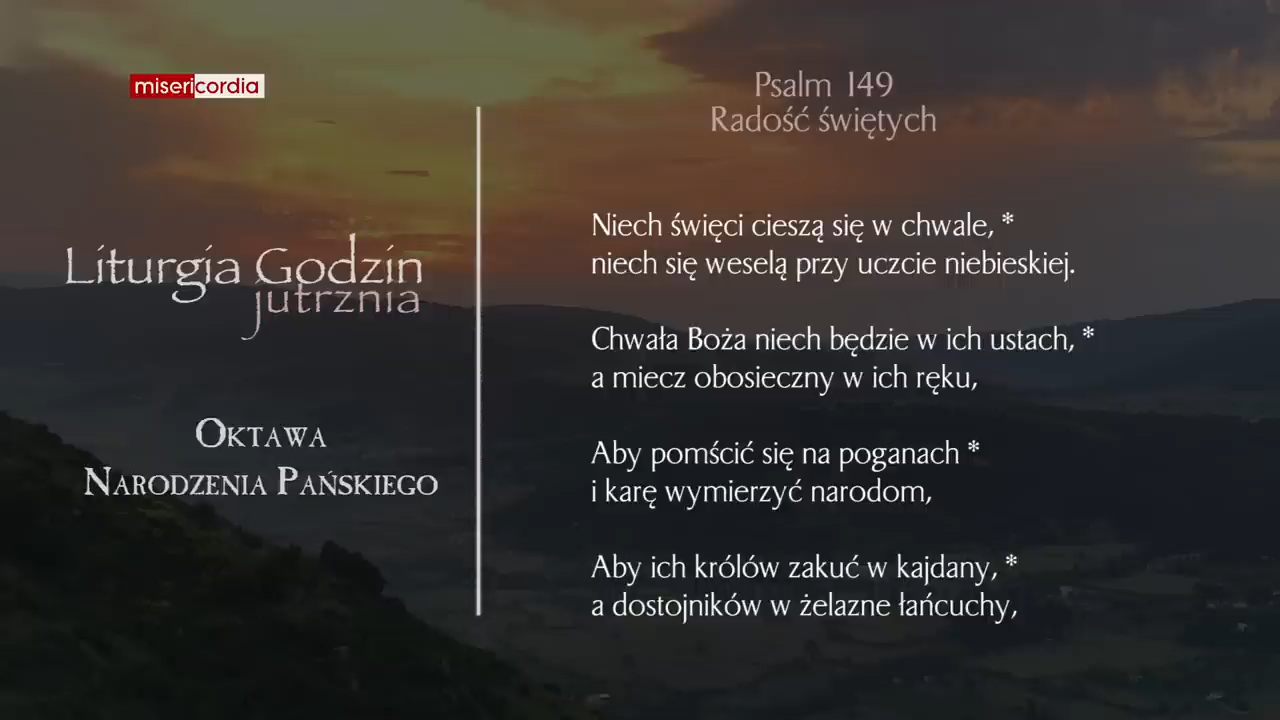 misericordia
Liturgia Godzin
jutrznia
Oktawa
Narodzenia Pańskiego
Psalm 149
Radość świętych
Niech święci cieszą się w chwale, *
niech się weselą przy uczcie niebieskiej.
Chwała Boża niech będzie w ich ustach, *
a miecz obosieczny w ich ręku,
Aby pomścić się na poganach *
i karę wymierzyć narodom,
Aby ich królów zakuć w kajdany, *
a dostojników w żelazne łańcuchy,